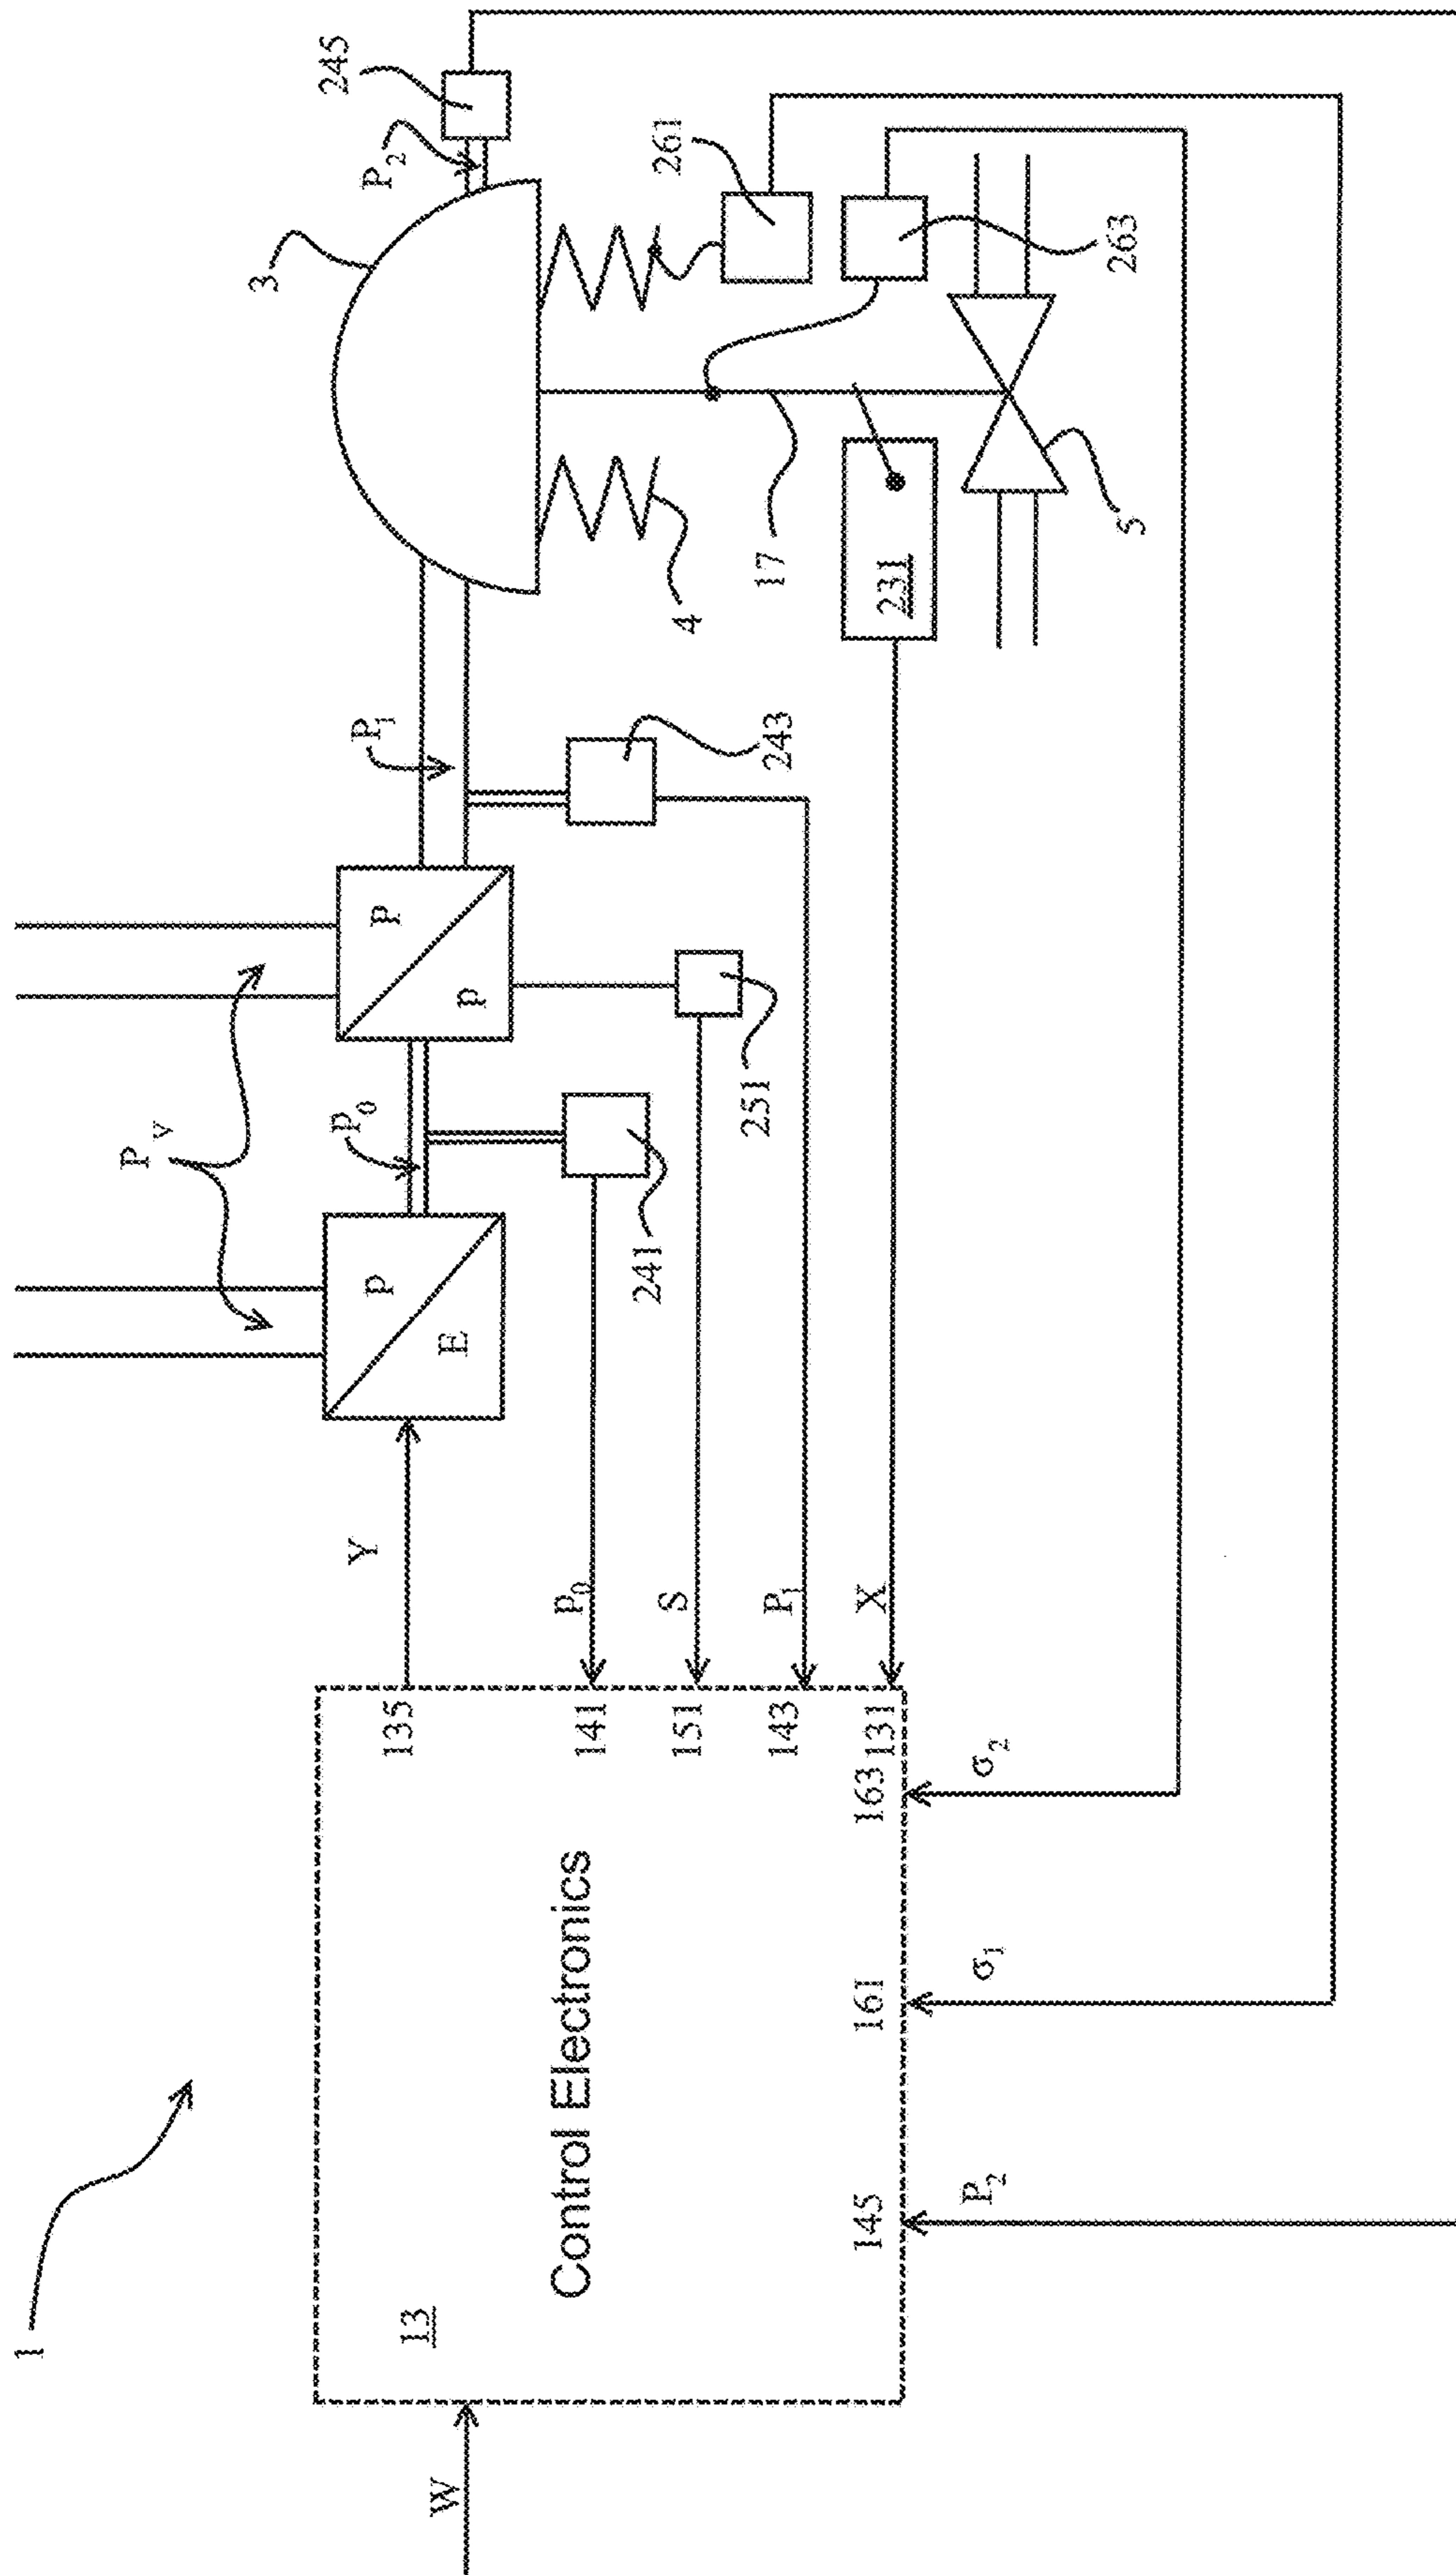 1
W
13
Control Electronics
135
141
151
143
131
163
161
145
Y
P0
S
P1
X
σ2
σ1
P2
Pv
p
E
P0
241
p
p
251
P1
243
3
4
17
231
5
P2
245
261
263